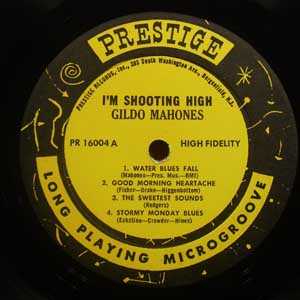 PRESTIGE
PRESTIGE RECORDS, Inc., 203 South Washington Ave., Bergenfield, N.J.
I'M SHOOTING HIGH
GILDO MAHONES
PR 16004 A HIGH FIDELITY
1. WATER BLUES FALL
(Mahones—Pres. Mus.—BMI)
2. GOOD MORNING HEARTACHE
(Fisher—Drake—Higgenbottom)
3. THE SWEETEST SOUNDS
(Rodgers)
4. STORMY MONDAY BLUES
(Eckstine—Crowder—Hines)
LONG PLAYING MICROGROOVE